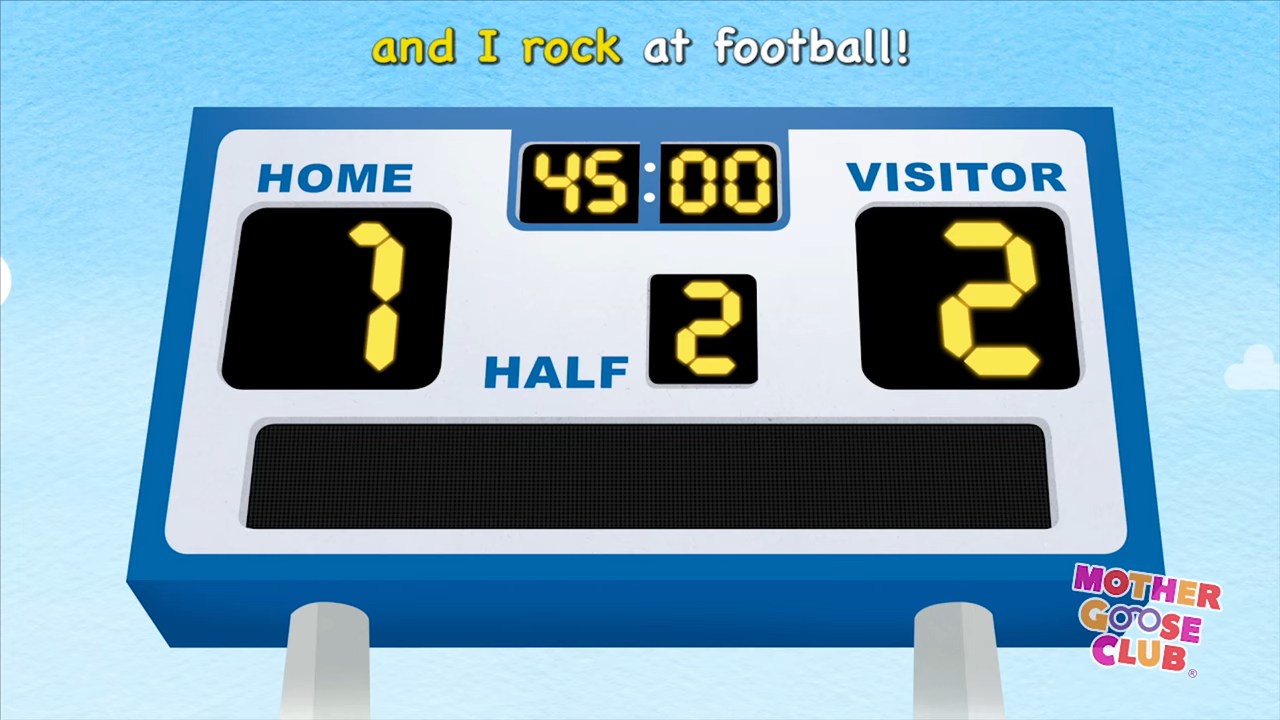 and I rock at football!
HOME 45:00 VISITOR
1 2
HALF 2
MOTHER
GOOSE
CLUB®